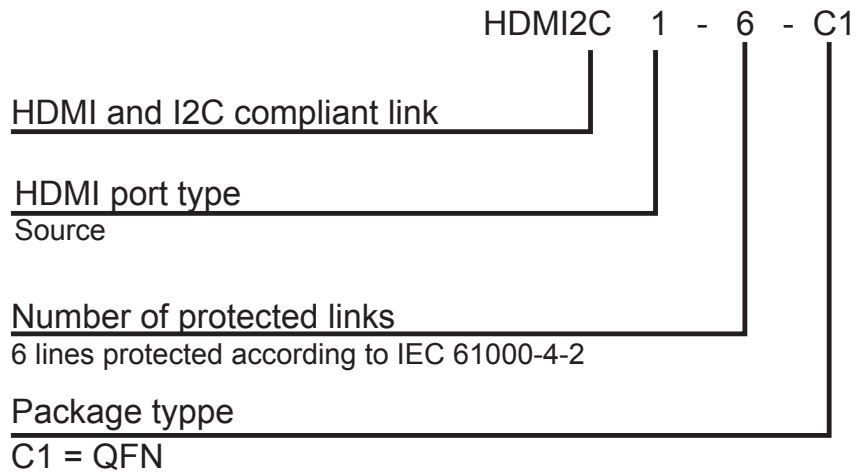 HDMI2C 1 - 6 - C1
HDMI and I2C compliant link
HDMI port type
Source
Number of protected links
6 lines protected according to IEC 61000-4-2
Package typpe
C1 = QFN